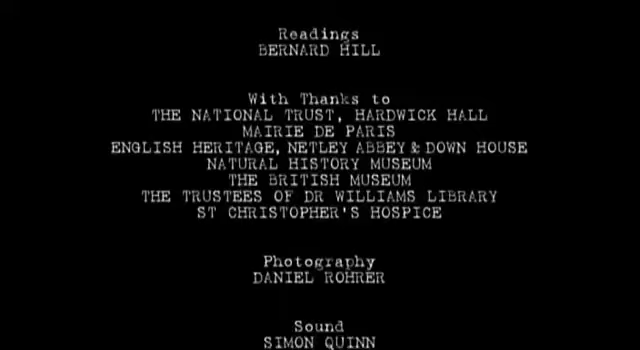 Readings
BERNARD HILL
With Thanks to
THE NATIONAL TRUST, HARDWICK HALL
MAIRIE DE PARIS
ENGLISH HERITAGE, NETLEY ABBEY & DOWN HOUSE
NATURAL HISTORY MUSEUM
THE BRITISH MUSEUM
THE TRUSTEES OF DR WILLIAMS LIBRARY
ST CHRISTOPHER'S HOSPICE
Photography
DANIEL ROHRER
Sound
SIMON QUINN